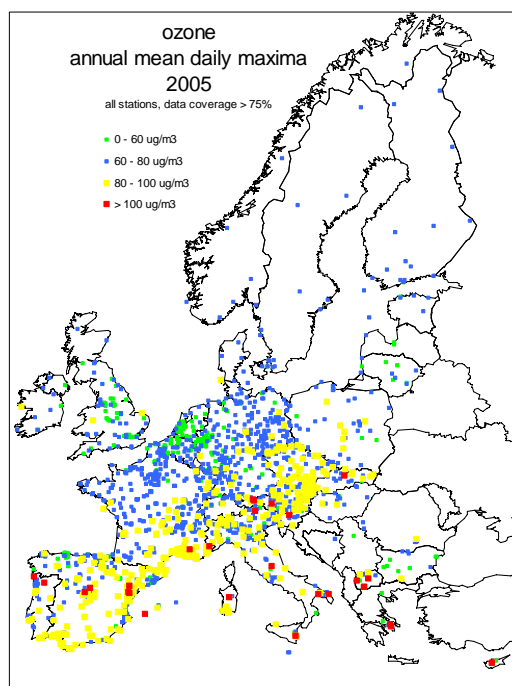 ozone
annual mean daily maxima
2005
all stations, data coverage > 75%
0 - 60 ug/m3
60 - 80 ug/m3
80 - 100 ug/m3
> 100 ug/m3